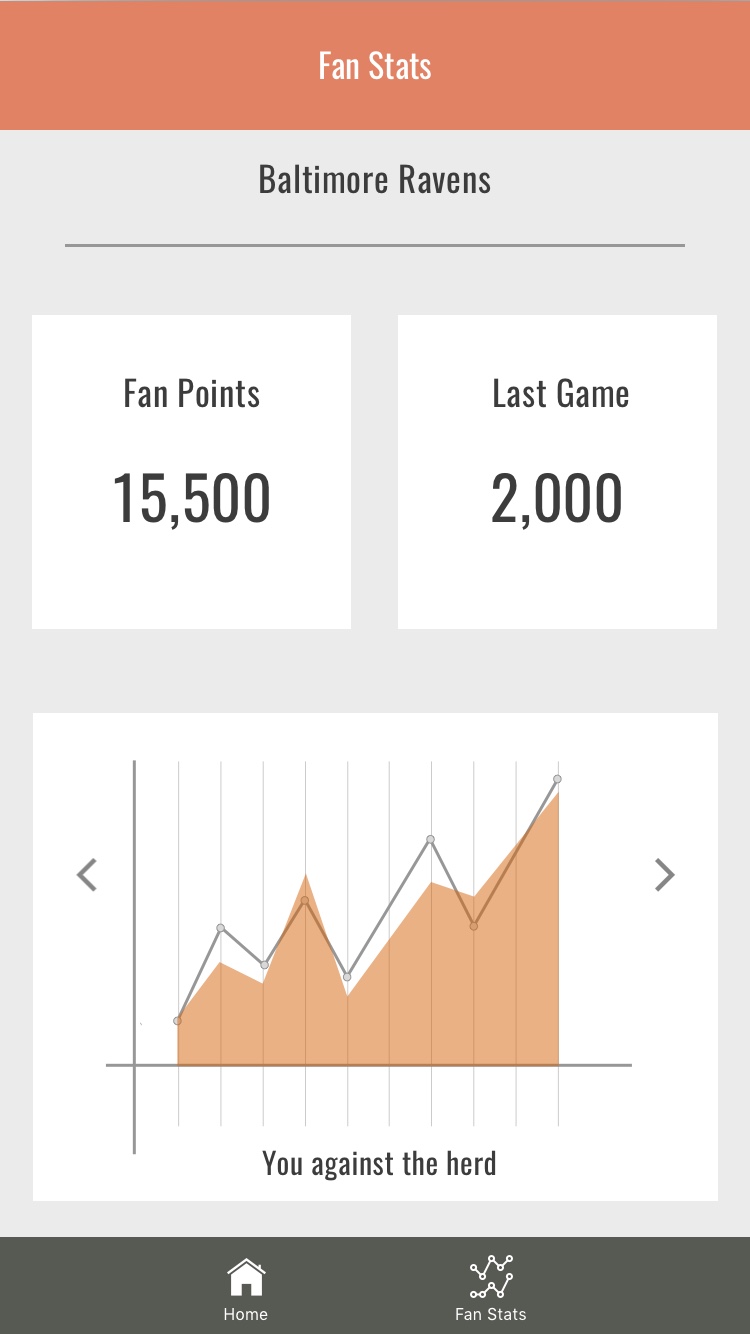 Fan Stats
Baltimore Ravens
Fan Points
15,500
Last Game
2,000
You against the herd
Home
Fan Stats